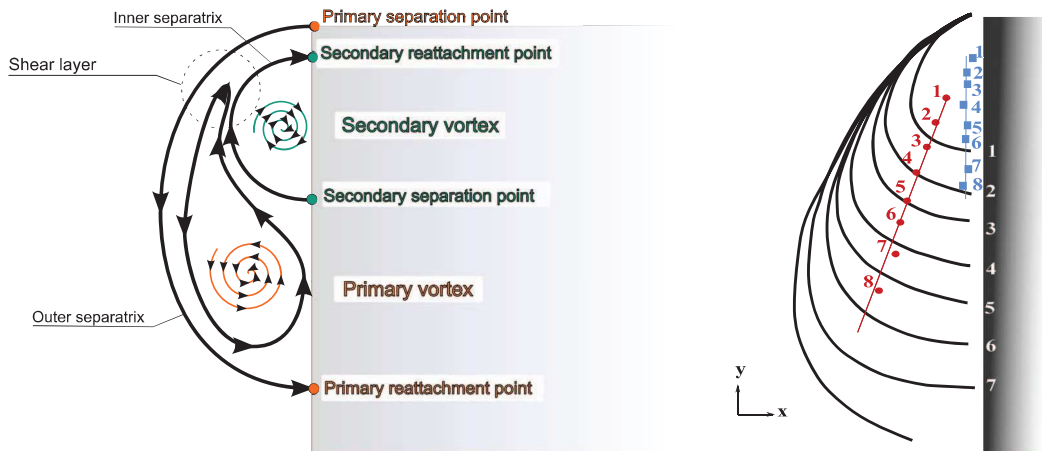 Primary separation point
Inner separatrix
Secondary reattachment point
Shear layer
Secondary vortex
Secondary separation point
Primary vortex
Outer separatrix
Primary reattachment point
1
2
3
4
5
6
7
8
1
2
3
4
5
6
7
8
1
2
3
4
5
6
7
y
x